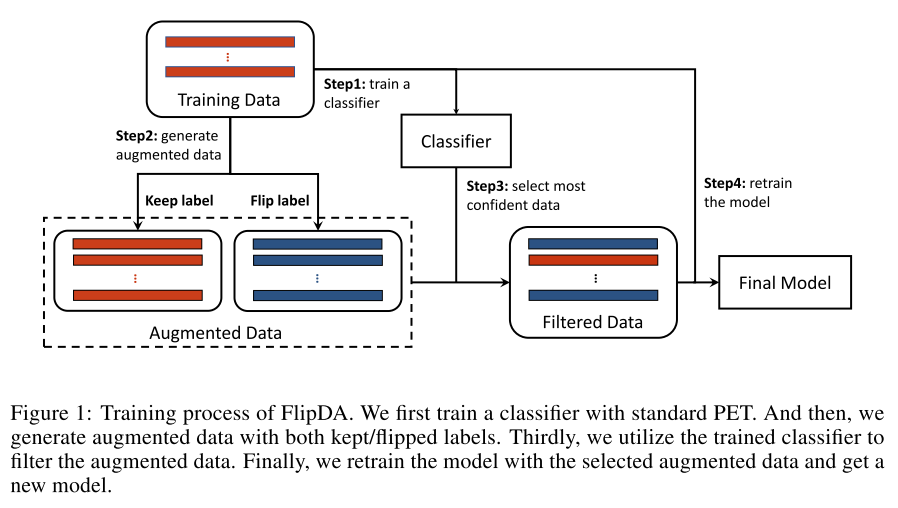 Training Data
Step1: train a
classifier
Step2: generate
augmented data
Classifier
Keep label
Flip label
Step3: select most
confident data
Step4: retrain
the model
Augmented Data
Filtered Data
Final Model
Figure 1: Training process of FlipDA. We first train a classifier with standard PET. And then, we
generate augmented data with both kept/flipped labels. Thirdly, we utilize the trained classifier to
filter the augmented data. Finally, we retrain the model with the selected augmented data and get a
new model.